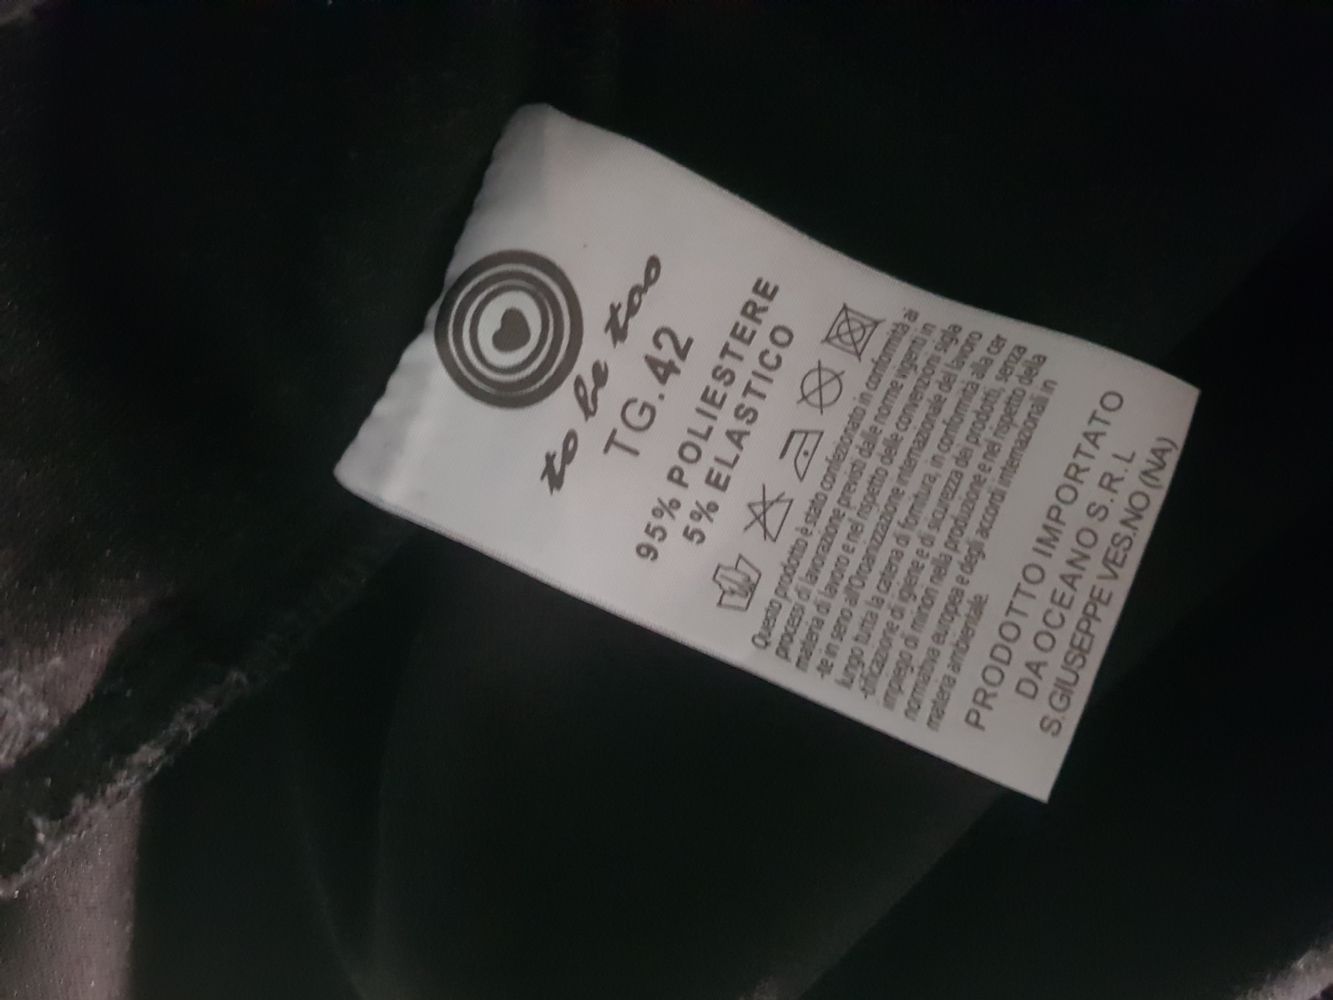 to be too
TG.42
95% POLIESTERE
5% ELASTICO
Questo prodotto è stato confezionato in conformità ai
processi di lavorazione previsti dalle norme vigenti in
materia di lavoro e nel rispetto delle convenzioni sigla
-te in seno all'Organizzazione internazionale del lavoro
lungo tutta la catena di fornitura, in conformità alla cer
-tificazione di igiene e di sicurezza dei prodotti, senza
impiego di minori nella produzione e nel rispetto della
normativa europea e degli accordi internazionali in
materia ambientale.
PRODOTTO IMPORTATO
DA OCEANO S.R.L
S.GIUSEPPE VES.NO (NA)